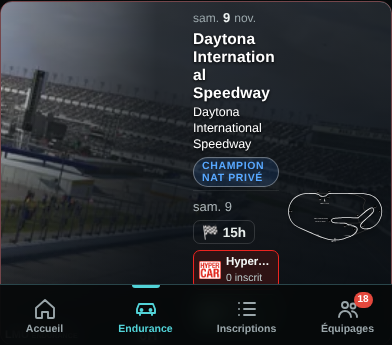 sam. 9 nov.
Daytona
Internation
al
Speedway
Daytona
International
Speedway
CHAMPION
NAT PRIVÉ
sam. 9
15h
HYPER
CAR
Hyper...
0 inscrit
Accueil
Endurance
Inscriptions
18
Équipages